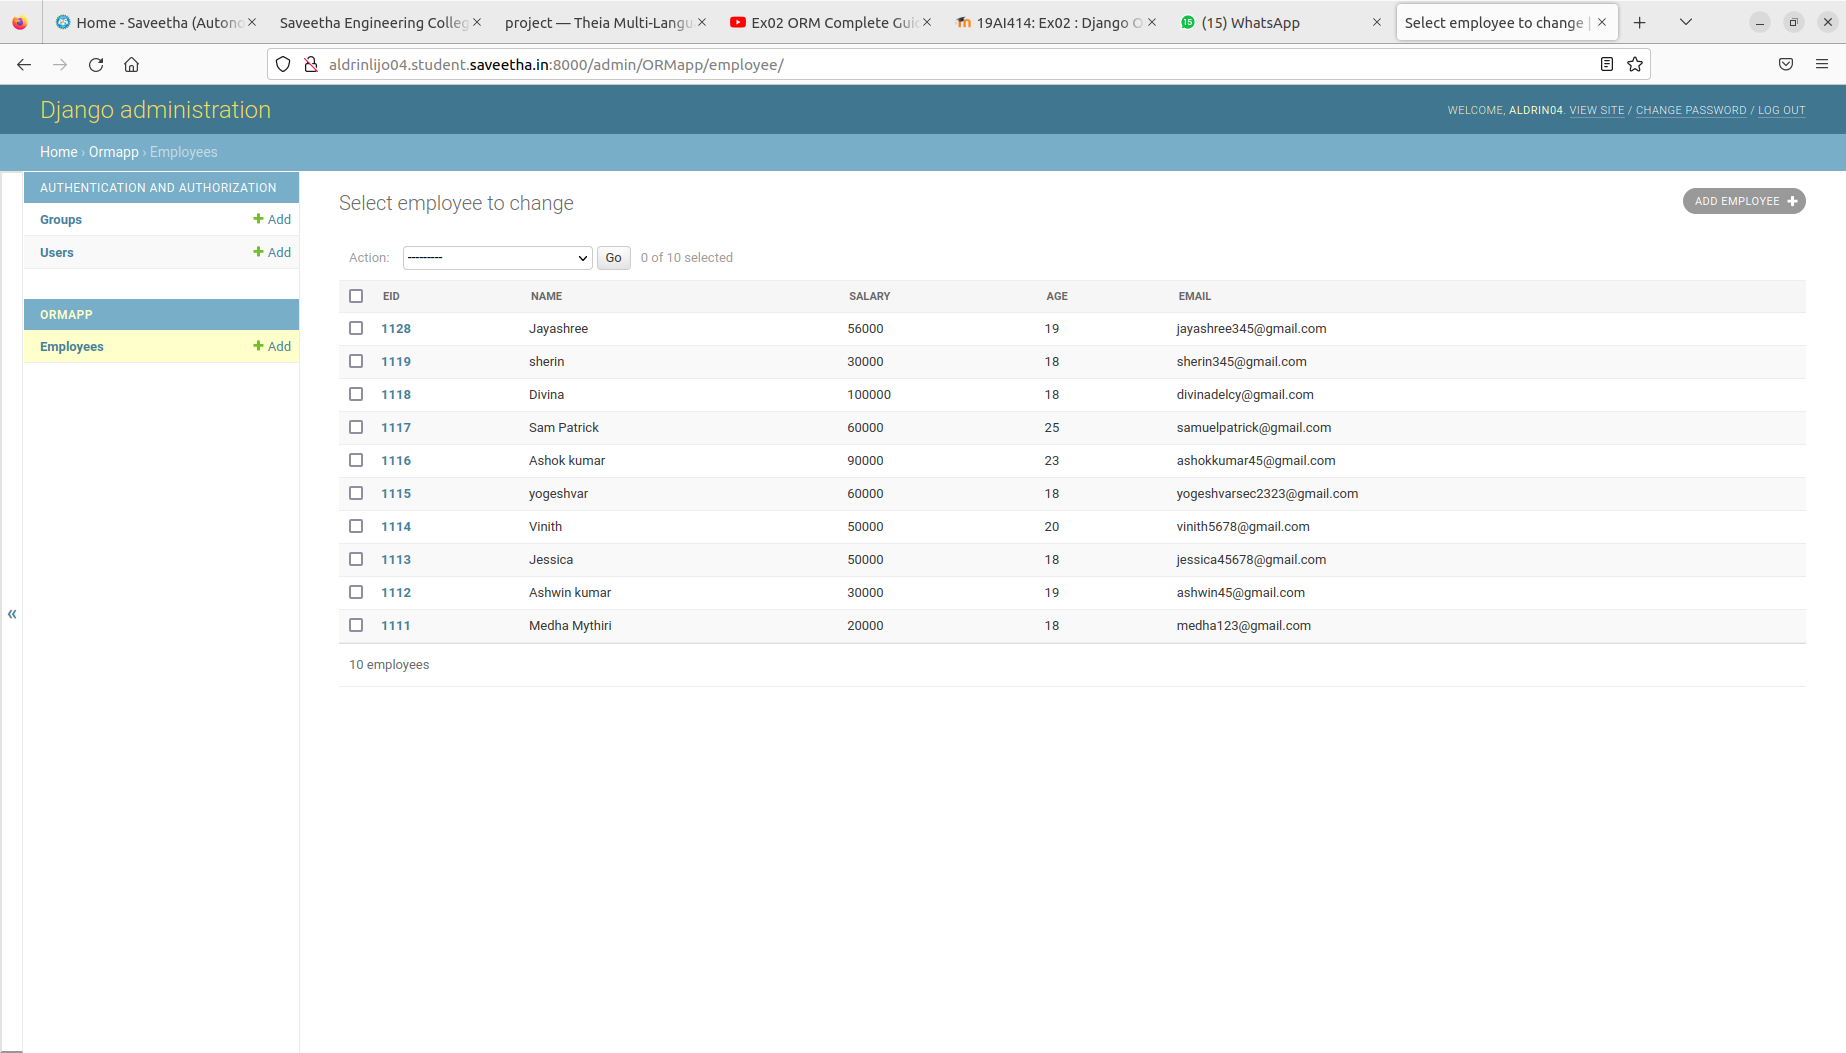 Home - Saveetha (Autono
Saveetha Engineering Colleg
project — Theia Multi-Langu
Ex02 ORM Complete Guid
19AI414: Ex02 : Django O
(15) WhatsApp
Select employee to change |
aldrinlijo04.student.saveetha.in:8000/admin/ORMapp/employee/
Django administration
WELCOME, ALDRIN04. VIEW SITE / CHANGE PASSWORD / LOG OUT
Home › Ormapp › Employees
AUTHENTICATION AND AUTHORIZATION
Groups + Add
Users + Add
ORMAPP
Employees + Add
«
Select employee to change
ADD EMPLOYEE +
Action: --------- Go 0 of 10 selected
EID NAME SALARY AGE EMAIL
1128 Jayashree 56000 19 jayashree345@gmail.com
1119 sherin 30000 18 sherin345@gmail.com
1118 Divina 100000 18 divinadelcy@gmail.com
1117 Sam Patrick 60000 25 samuelpatrick@gmail.com
1116 Ashok kumar 90000 23 ashokkumar45@gmail.com
1115 yogeshvar 60000 18 yogeshvarsec2323@gmail.com
1114 Vinith 50000 20 vinith5678@gmail.com
1113 Jessica 50000 18 jessica45678@gmail.com
1112 Ashwin kumar 30000 19 ashwin45@gmail.com
1111 Medha Mythiri 20000 18 medha123@gmail.com
10 employees